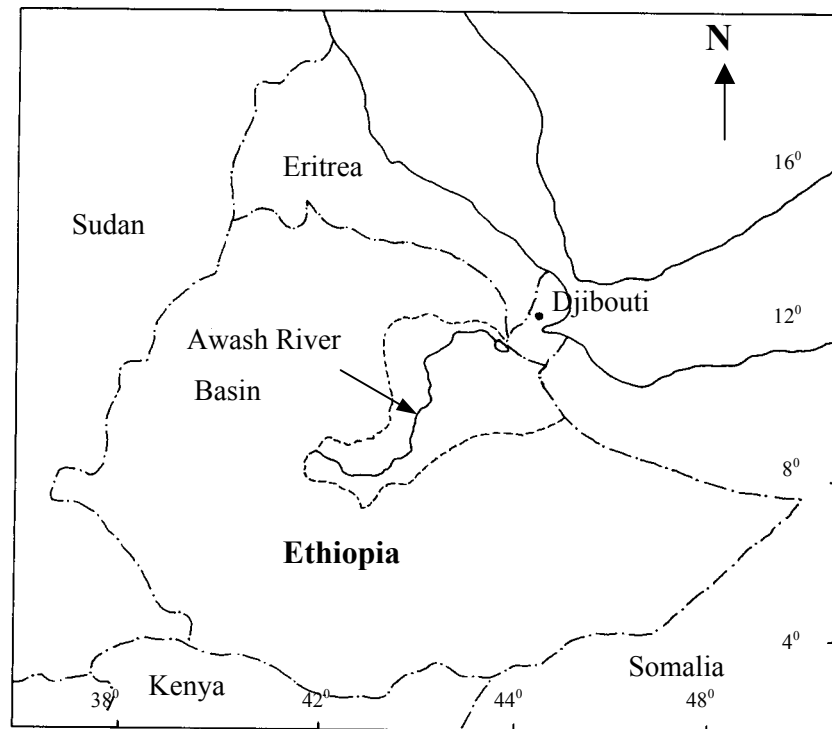 N
16⁰
Eritrea
Sudan
Djibouti
12⁰
Awash River
Basin
8⁰
Ethiopia
4⁰
Somalia
Kenya
38⁰ 42⁰ 44⁰ 48⁰